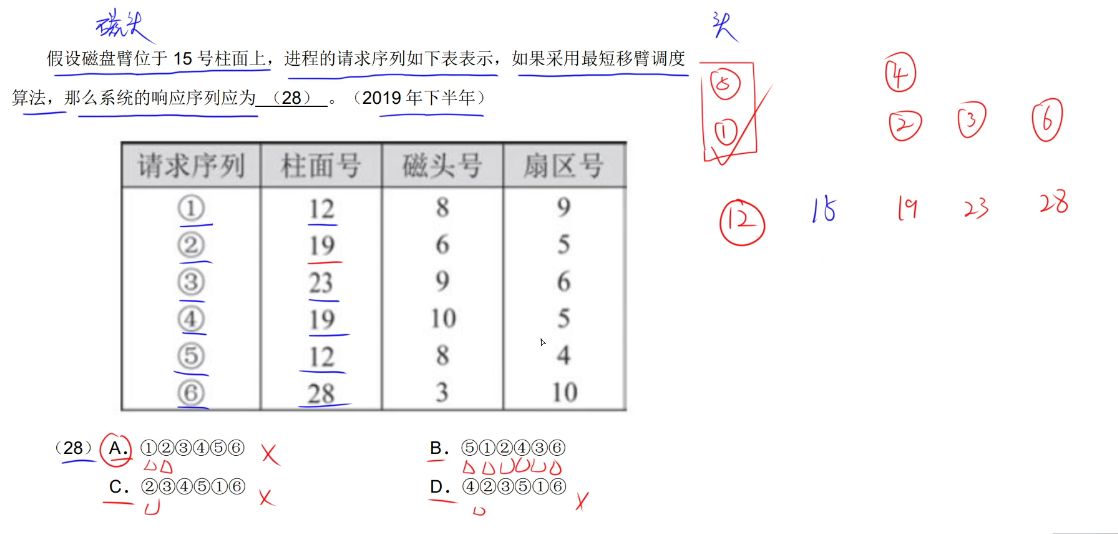 磁头
头
假设磁盘臂位于 15 号柱面上，进程的请求序列如下表表示，如果采用最短移臂调度
算法，那么系统的响应序列应为 （28） 。（2019 年下半年）
⑤
①
④
② ③ ⑥
12 15 19 23 28
请求序列 柱面号 磁头号 扇区号
① 12 8 9
② 19 6 5
③ 23 9 6
④ 19 10 5
⑤ 12 8 4
⑥ 28 3 10
（28）A. ①②③④⑤⑥ × B. ⑤①②④③⑥
C. ②③④⑤①⑥ × D. ④②③⑤①⑥ ×